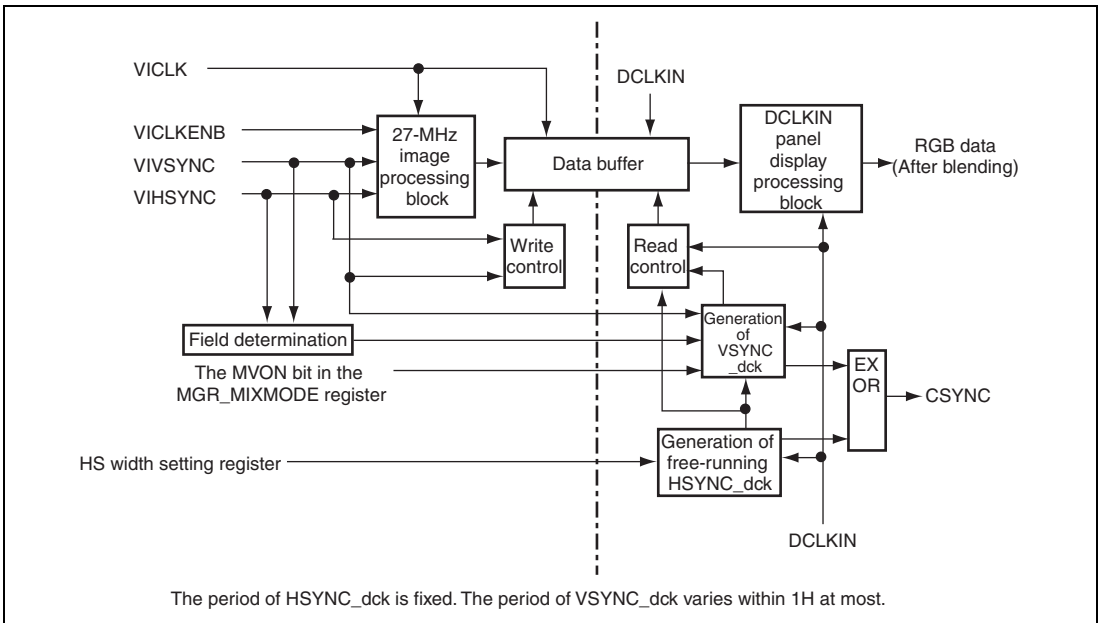 VICLK
DCLKIN
VICLKENB
VIVSYNC
VIHSYNC
27-MHz
image
processing
block
Data buffer
DCLKIN
panel
display
processing
block
RGB data
(After blending)
Write
control
Read
control
Field determination
Generation
of
VSYNC
_dck
The MVON bit in the
MGR_MIXMODE register
EX
OR
CSYNC
HS width setting register
Generation of
free-running
HSYNC_dck
DCLKIN
The period of HSYNC_dck is fixed. The period of VSYNC_dck varies within 1H at most.